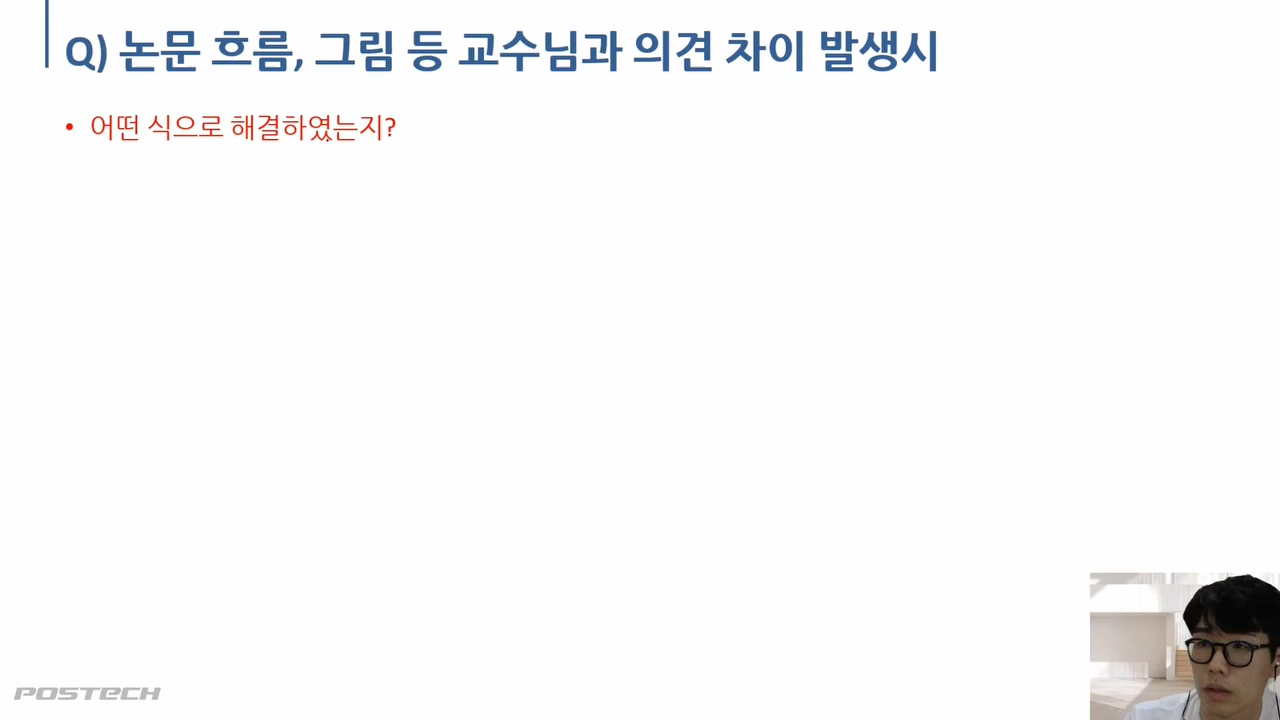 Q) 논문 흐름, 그림 등 교수님과 의견 차이 발생시
• 어떤 식으로 해결하였는지?
POSTECH